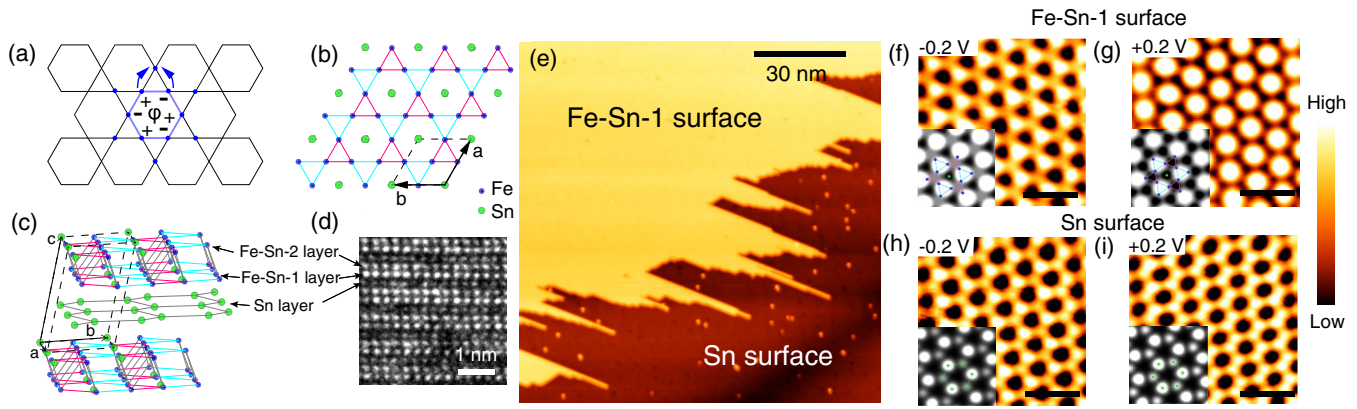 (a)
+ -
- φ +
+ -
(b)
a
b
Fe
Sn
(c)
c
b
a
Fe-Sn-2 layer
Fe-Sn-1 layer
Sn layer
(d)
1 nm
(e)
30 nm
Fe-Sn-1 surface
Sn surface
Fe-Sn-1 surface
(f)
-0.2 V
(g)
+0.2 V
Sn surface
(h)
-0.2 V
(i)
+0.2 V
High
Low